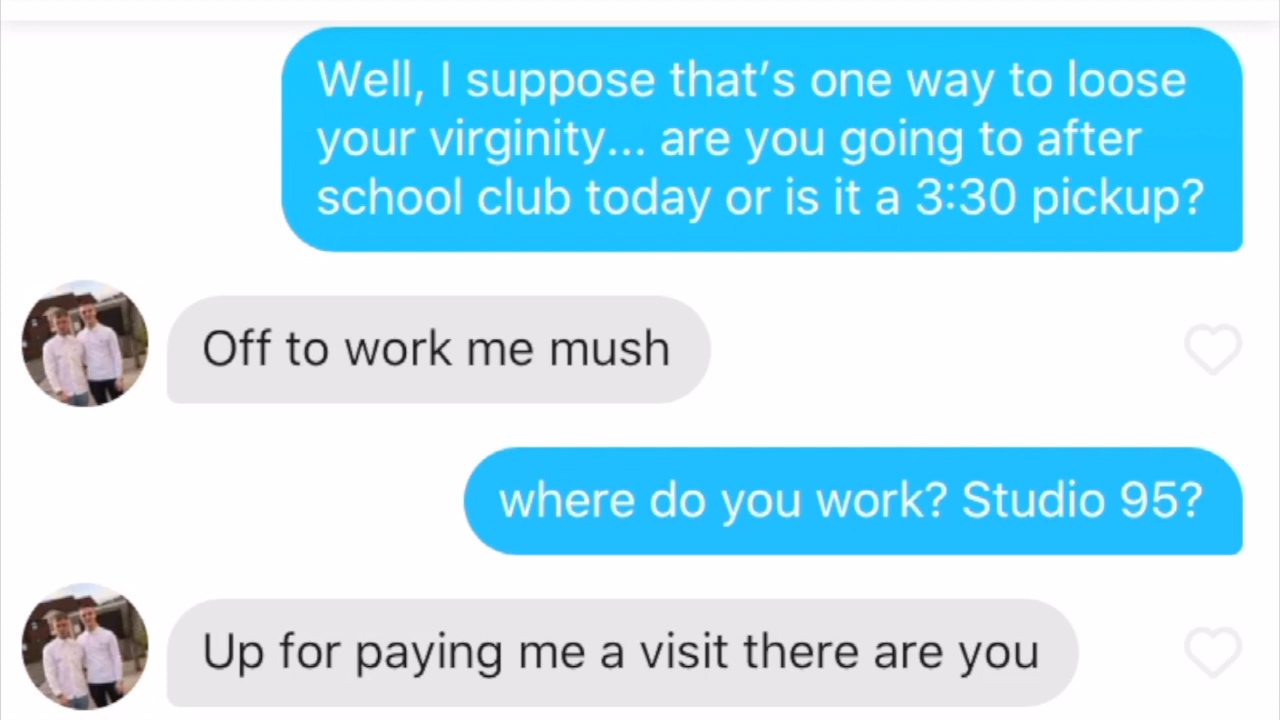 Well, I suppose that’s one way to loose
your virginity... are you going to after
school club today or is it a 3:30 pickup?
Off to work me mush
where do you work? Studio 95?
Up for paying me a visit there are you